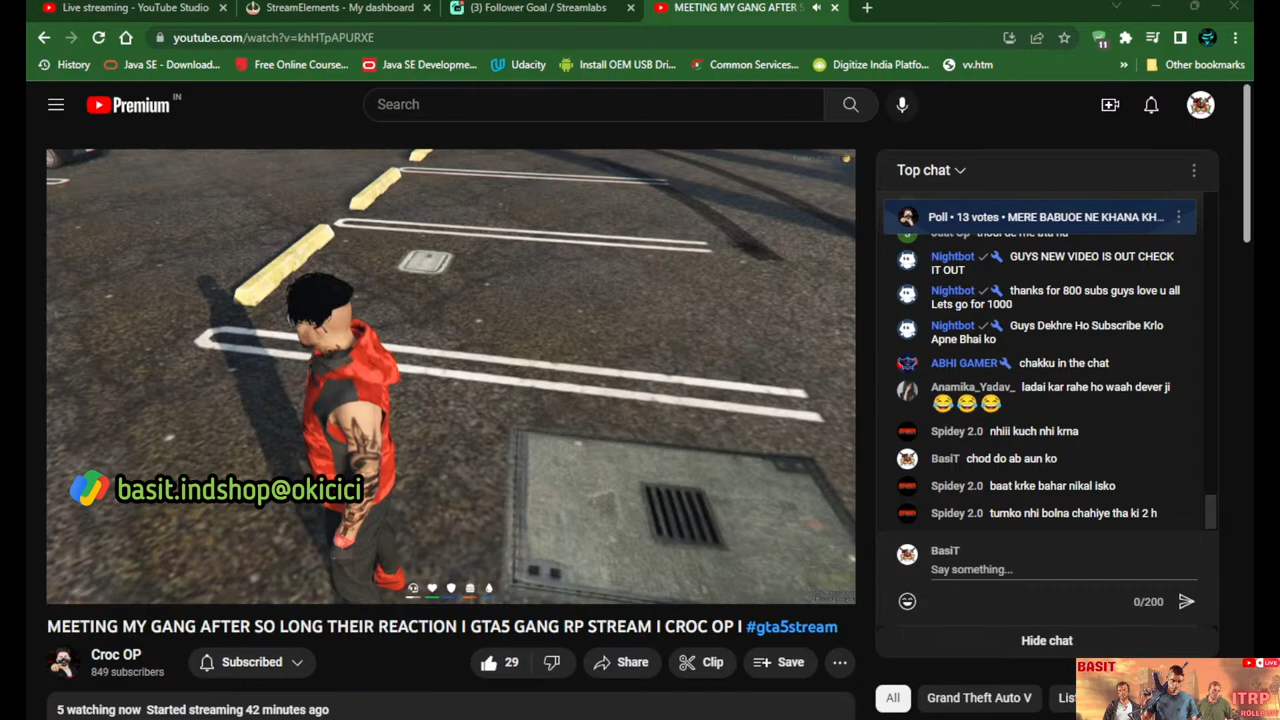 Live streaming - YouTube Studio
StreamElements - My dashboard
(3) Follower Goal / Streamlabs
MEETING MY GANG AFTER S
youtube.com/watch?v=khHTpAPURXE
11
History
Java SE - Download...
Free Online Course...
Java SE Developme...
Udacity
Install OEM USB Driv...
Common Services...
Digitize India Platfo...
vv.htm
»
Other bookmarks
Premium IN
Search
Top chat
Poll • 13 votes • MERE BABUOE NE KHANA KH...
Nightbot GUYS NEW VIDEO IS OUT CHECK
IT OUT
Nightbot thanks for 800 subs guys love u all
Lets go for 1000
Nightbot Guys Dekhre Ho Subscribe Krlo
Apne Bhai ko
ABHI GAMER chakku in the chat
Anamika_Yadav_ ladai kar rahe ho waah dever ji
😂😂😂
Spidey 2.0 nhiii kuch nhi krna
BasiT chod do ab aun ko
Spidey 2.0 baat krke bahar nikal isko
Spidey 2.0 tumko nhi bolna chahiye tha ki 2 h
BasiT
Say something...
0/200
Hide chat
basit.indshop@okicici
MEETING MY GANG AFTER SO LONG THEIR REACTION I GTA5 GANG RP STREAM I CROC OP I #gta5stream
Croc OP
849 subscribers
Subscribed
29
Share
Clip
Save
5 watching now Started streaming 42 minutes ago
All
Grand Theft Auto V
BASIT
LIVE
ITRP